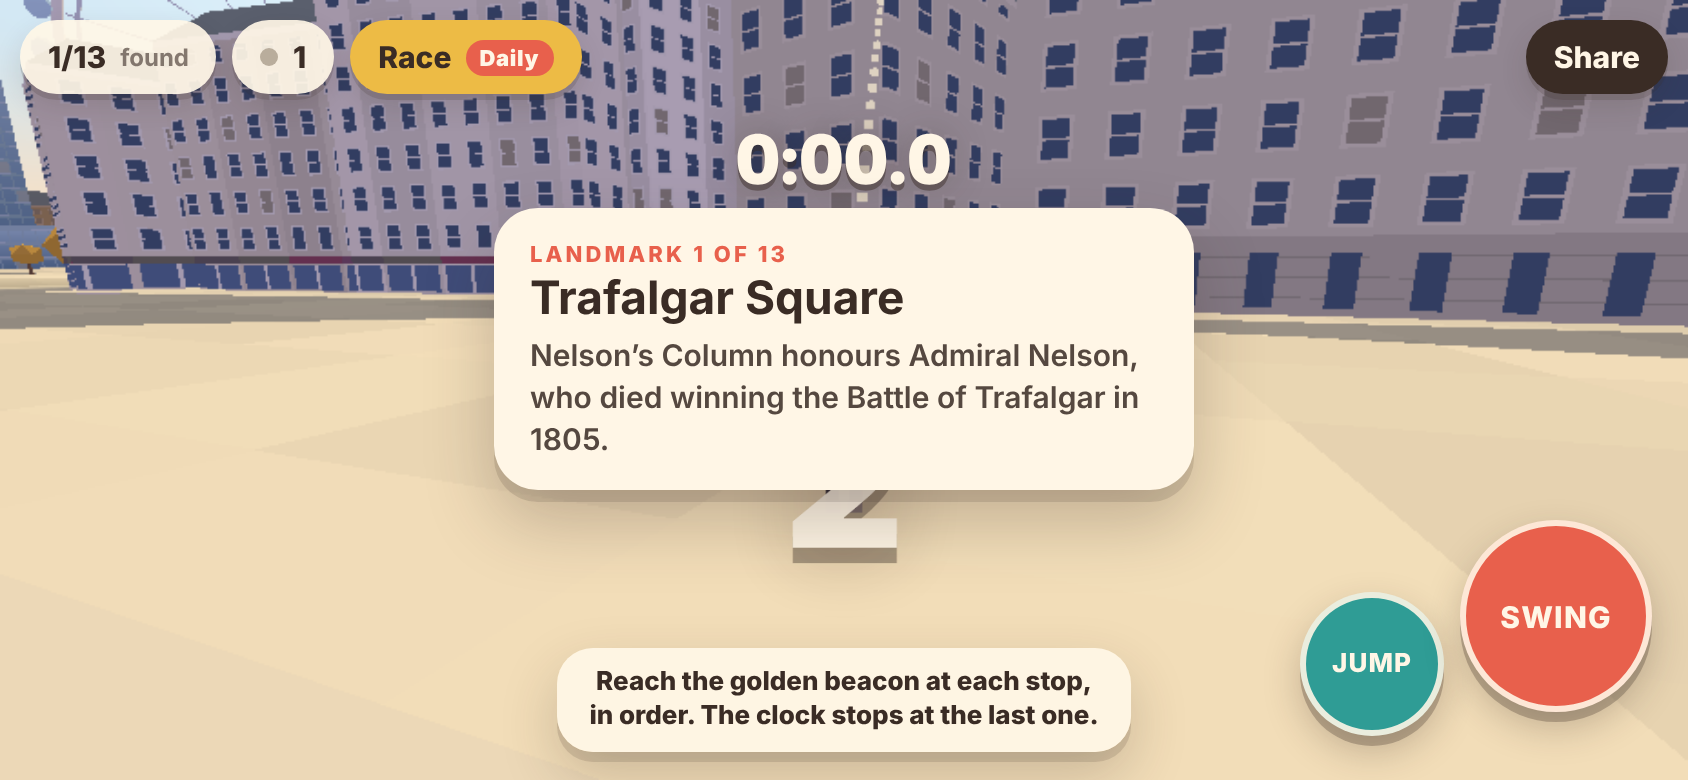 1/13 found
1
Race Daily
Share
0:00.0
LANDMARK 1 OF 13
Trafalgar Square
Nelson’s Column honours Admiral Nelson,
who died winning the Battle of Trafalgar in
1805.
2
Reach the golden beacon at each stop,
in order. The clock stops at the last one.
JUMP
SWING